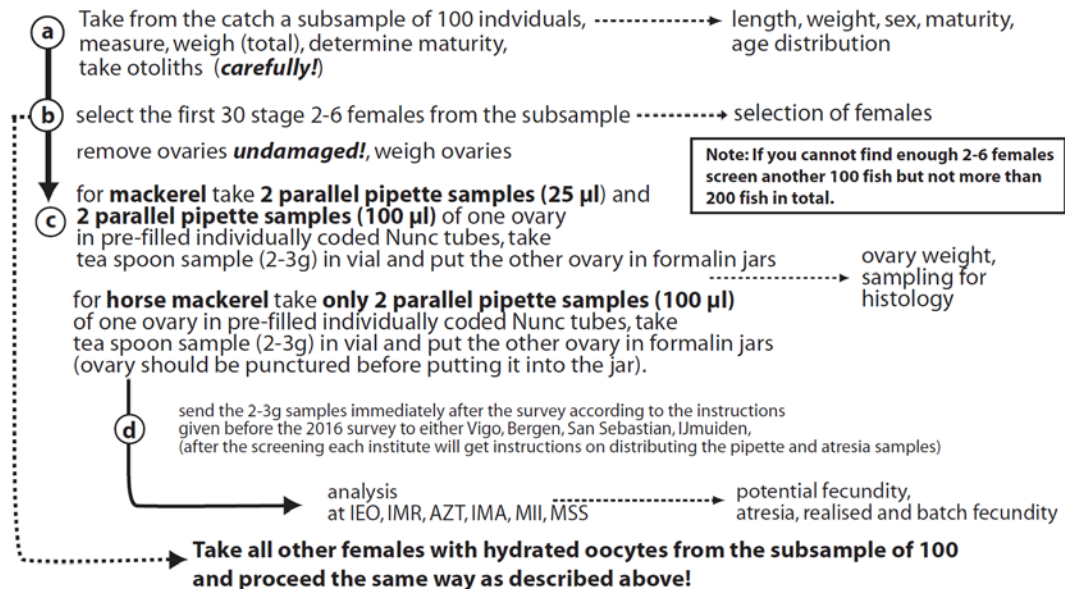 a
Take from the catch a subsample of 100 indviduals,
measure, weigh (total), determine maturity,
take otoliths (carefully!)
length, weight, sex, maturity,
age distribution
b
select the first 30 stage 2-6 females from the subsample
selection of females
remove ovaries undamaged!, weigh ovaries
Note: If you cannot find enough 2-6 females
screen another 100 fish but not more than
200 fish in total.
c
for mackerel take 2 parallel pipette samples (25 µl) and
2 parallel pipette samples (100 µl) of one ovary
in pre-filled individually coded Nunc tubes, take
tea spoon sample (2-3g) in vial and put the other ovary in formalin jars
ovary weight,
sampling for
histology
for horse mackerel take only 2 parallel pipette samples (100 µl)
of one ovary in pre-filled individually coded Nunc tubes, take
tea spoon sample (2-3g) in vial and put the other ovary in formalin jars
(ovary should be punctured before putting it into the jar).
d
send the 2-3g samples immediately after the survey according to the instructions
given before the 2016 survey to either Vigo, Bergen, San Sebastian, IJmuiden,
(after the screening each institute will get instructions on distributing the pipette and atresia samples)
analysis
at IEO, IMR, AZT, IMA, MII, MSS
potential fecundity,
atresia, realised and batch fecundity
Take all other females with hydrated oocytes from the subsample of 100
and proceed the same way as described above!